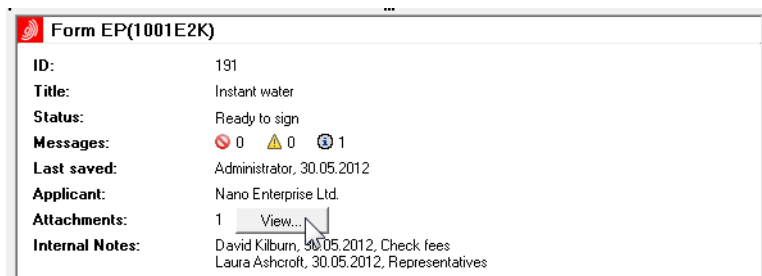 Form EP(1001E2K)
ID: 191
Title: Instant water
Status: Ready to sign
Messages: 0 0 1
Last saved: Administrator, 30.05.2012
Applicant: Nano Enterprise Ltd.
Attachments: 1 View...
Internal Notes: David Kilburn, 30.05.2012, Check fees
Laura Ashcroft, 30.05.2012, Representatives